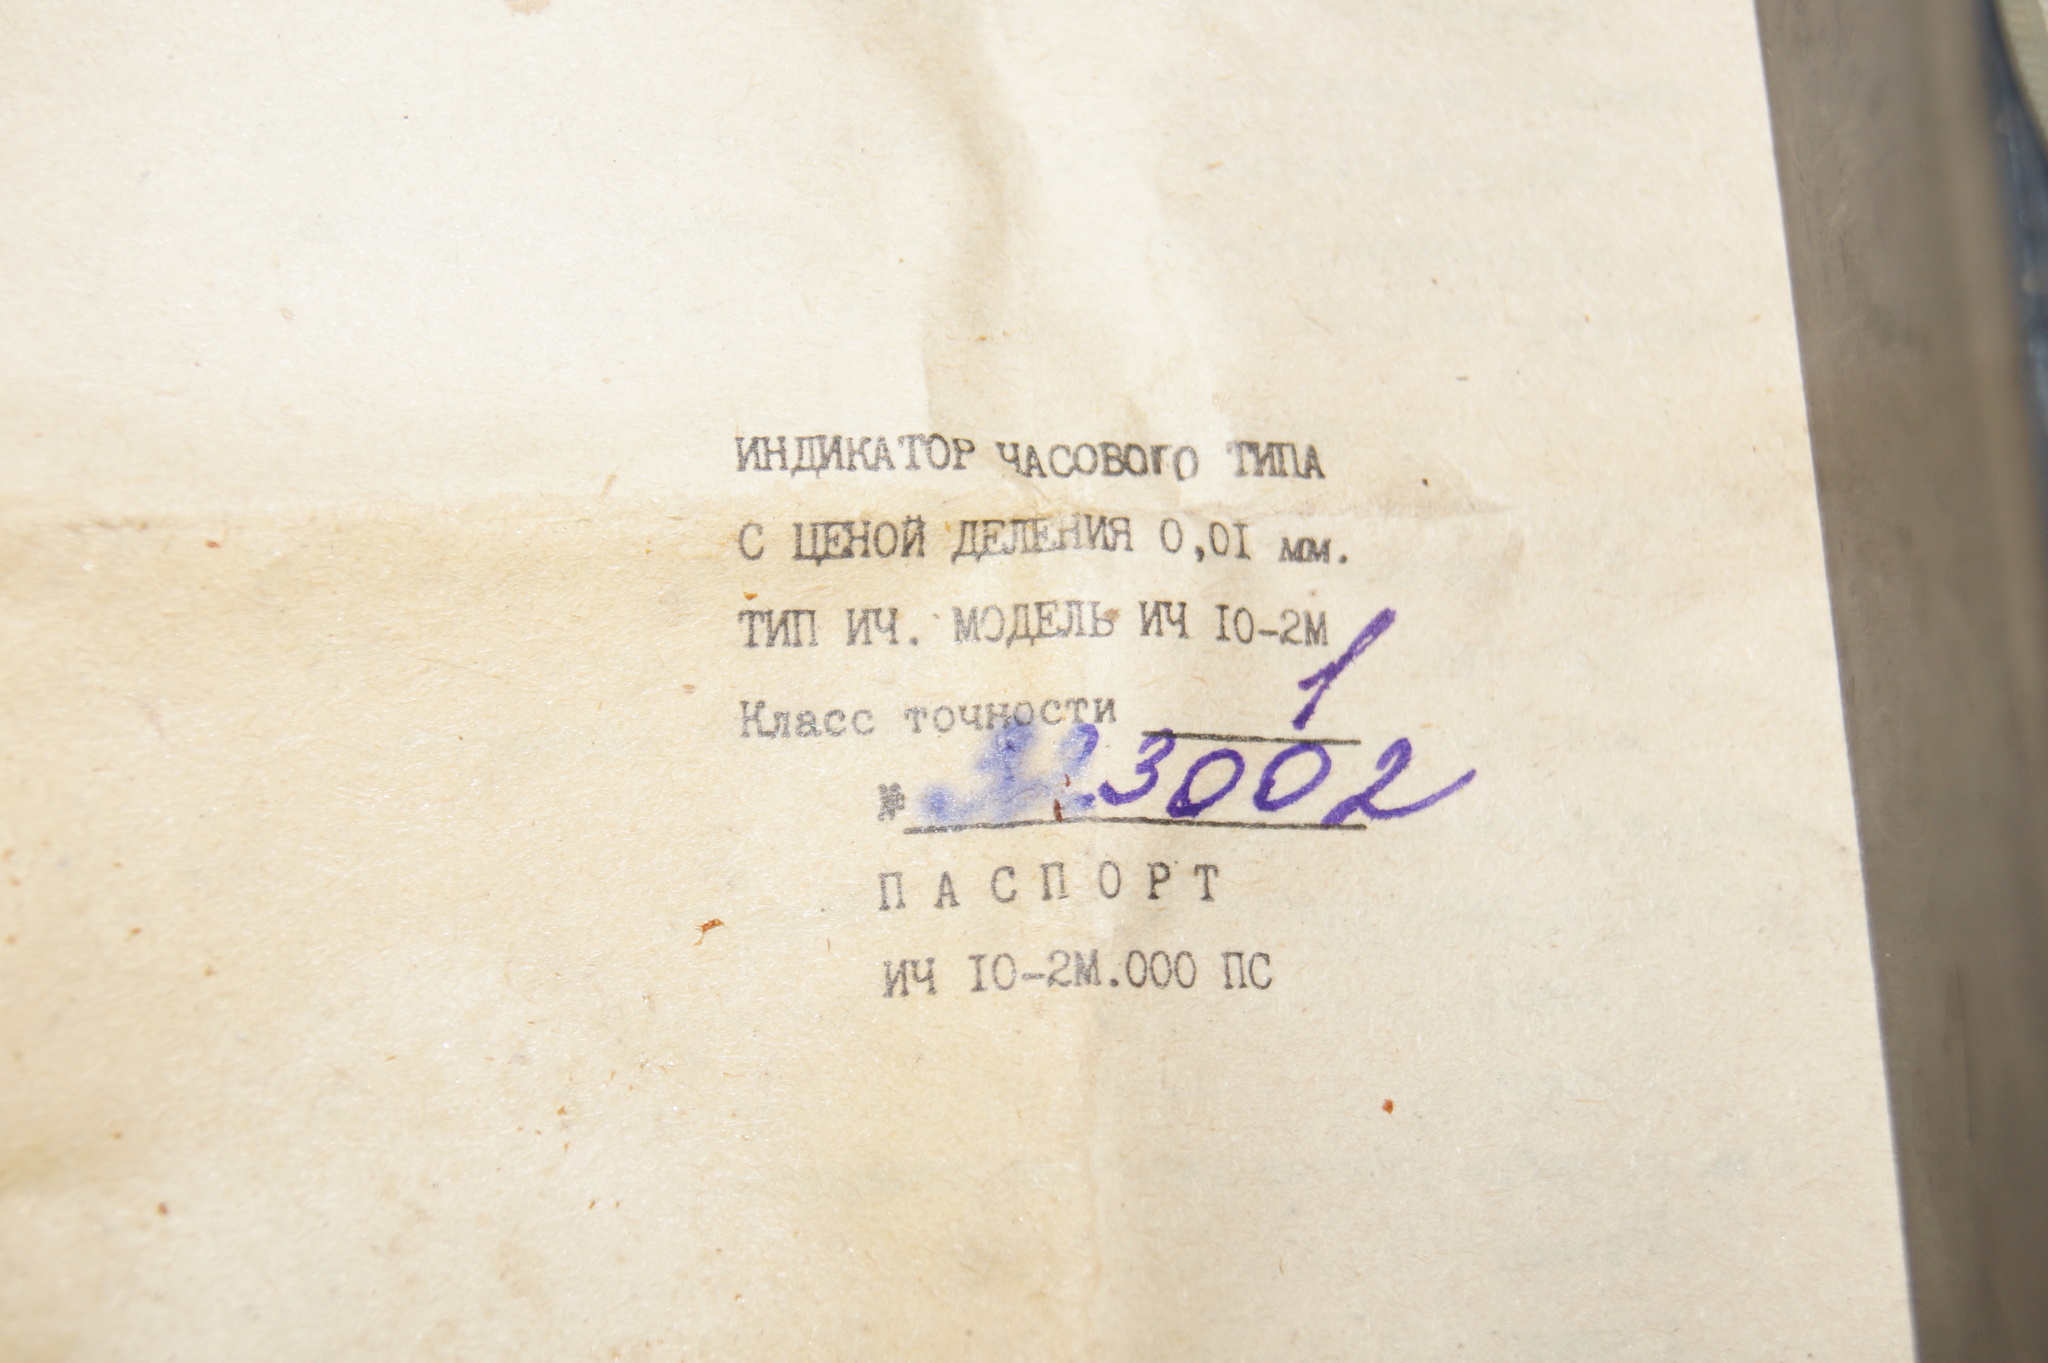 ИНДИКАТОР ЧАСОВОГО ТИПА
С ЦЕНОЙ ДЕЛЕНИЯ 0,01 мм.
ТИП ИЧ. МОДЕЛЬ ИЧ 10-2М
Класс точности 1
№
ПАСПОРТ
ИЧ 10-2М.000 ПС